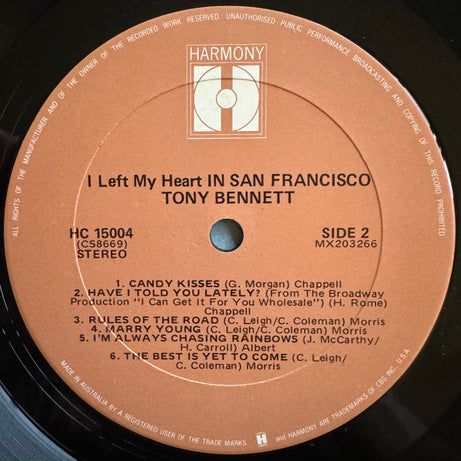 ALL RIGHTS OF THE MANUFACTURER AND OF THE OWNER OF THE RECORDED WORK RESERVED. UNAUTHORISED PUBLIC PERFORMANCE BROADCASTING AND COPYING OF THIS RECORD PROHIBITED
HARMONY
I Left My Heart IN SAN FRANCISCO
TONY BENNETT
HC 15004
(CS8669)
STEREO
SIDE 2
MX203266
1. CANDY KISSES (G. Morgan) Chappell
2. HAVE I TOLD YOU LATELY? (From The Broadway
Production "I Can Get It For You Wholesale") (H. Rome)
Chappell
3. RULES OF THE ROAD (C. Leigh/C. Coleman) Morris
4. MARRY YOUNG (C. Leigh/C. Coleman) Morris
5. I'M ALWAYS CHASING RAINBOWS (J. McCarthy/
H. Carroll) Albert
6. THE BEST IS YET TO COME (C. Leigh/
C. Coleman) Morris
MADE IN AUSTRALIA BY A REGISTERED USER OF THE TRADE MARKS. H and HARMONY ARE TRADEMARKS OF CBS INC. U.S.A.